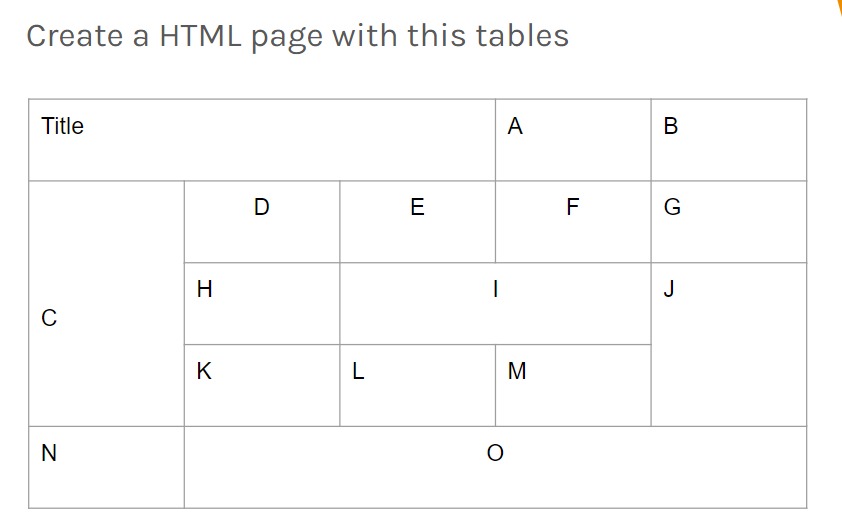 Create a HTML page with this tables
Title A B
D E F G
H I J
C
K L M
N O